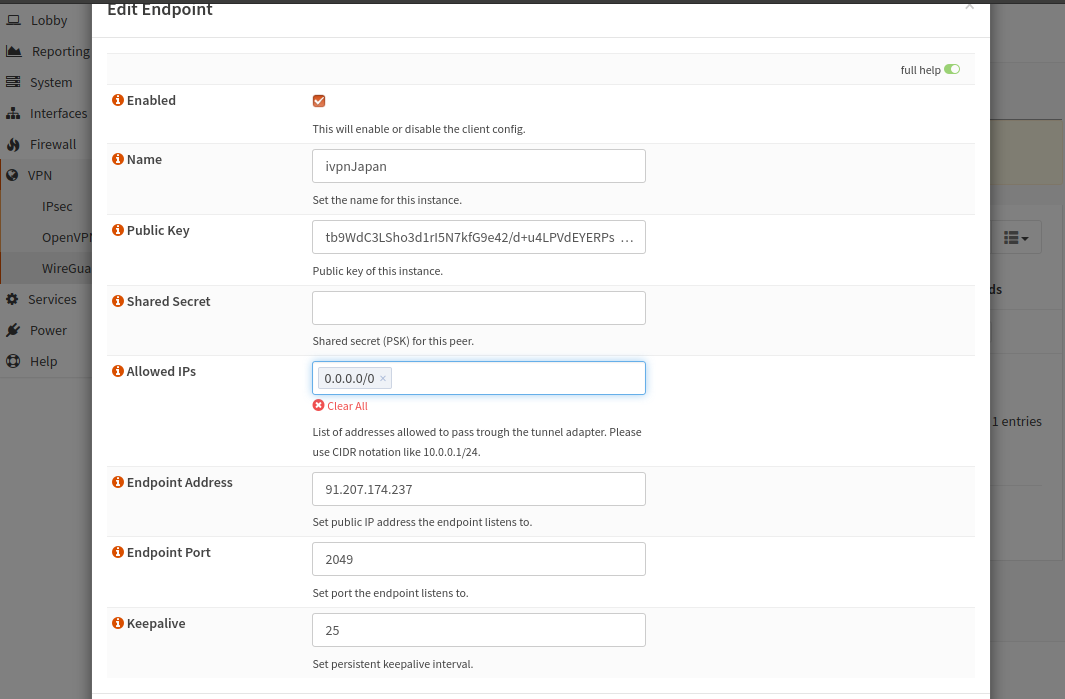 Edit Endpoint
×
Lobby
Reporting
System
Interfaces
Firewall
VPN
IPsec
OpenVPN
WireGua
Services
Power
Help
full help
Enabled
This will enable or disable the client config.
Name
ivpnJapan
Set the name for this instance.
Public Key
tb9WdC3LSho3d1rI5N7kfG9e42/d+u4LPVdEYERPs ...
Public key of this instance.
Shared Secret
Shared secret (PSK) for this peer.
Allowed IPs
0.0.0.0/0 ×
Clear All
List of addresses allowed to pass trough the tunnel adapter. Please
use CIDR notation like 10.0.0.1/24.
Endpoint Address
91.207.174.237
Set public IP address the endpoint listens to.
Endpoint Port
2049
Set port the endpoint listens to.
Keepalive
25
Set persistent keepalive interval.
ds
1 entries